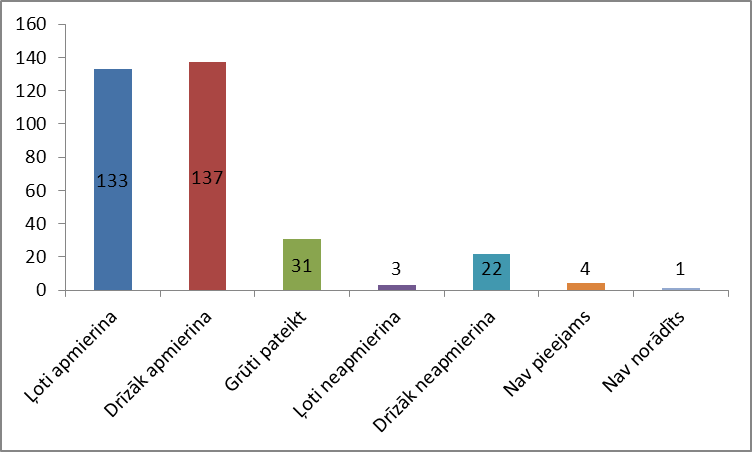 160
140
120
100
80
60
40
20
0
133
137
31
3
22
4
1
Ļoti apmierina
Drīzāk apmierina
Grūti pateikt
Ļoti neapmierina
Drīzāk neapmierina
Nav pieejams
Nav norādīts